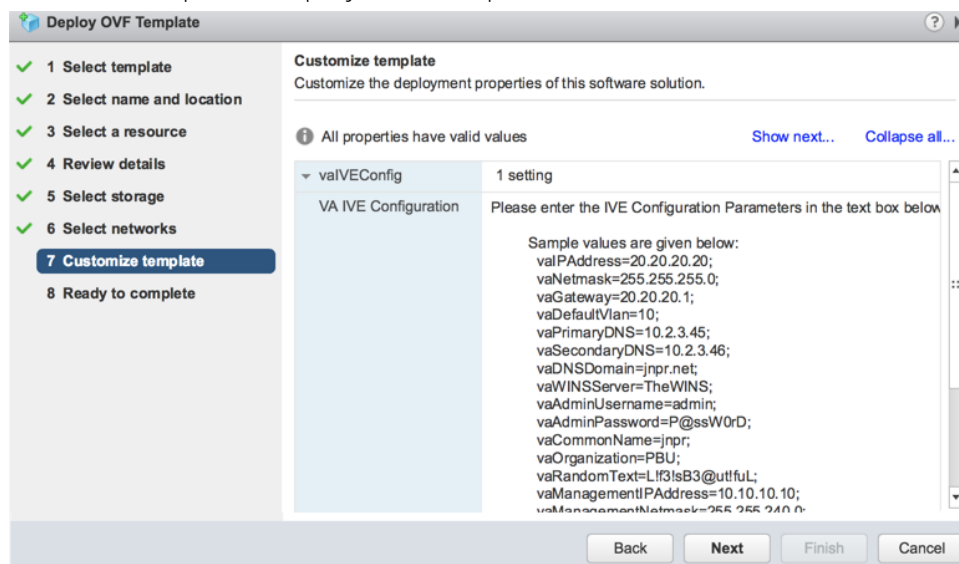 Deploy OVF Template
?
1 Select template
2 Select name and location
3 Select a resource
4 Review details
5 Select storage
6 Select networks
7 Customize template
8 Ready to complete
Customize template
Customize the deployment properties of this software solution.
All properties have valid values
Show next... Collapse all...
vaIVEConfig 1 setting
VA IVE Configuration Please enter the IVE Configuration Parameters in the text box below
Sample values are given below:
vaIPAddress=20.20.20.20;
vaNetmask=255.255.255.0;
vaGateway=20.20.20.1;
vaDefaultVlan=10;
vaPrimaryDNS=10.2.3.45;
vaSecondaryDNS=10.2.3.46;
vaDNSDomain=jnpr.net;
vaWINSServer=TheWINS;
vaAdminUsername=admin;
vaAdminPassword=P@ssW0rD;
vaCommonName=jnpr;
vaOrganization=PBU;
vaRandomText=L!f3!sB3@ut!fuL;
vaManagementIPAddress=10.10.10.10;
vaManagementNetmask=255.255.240.0;
Back Next Finish Cancel